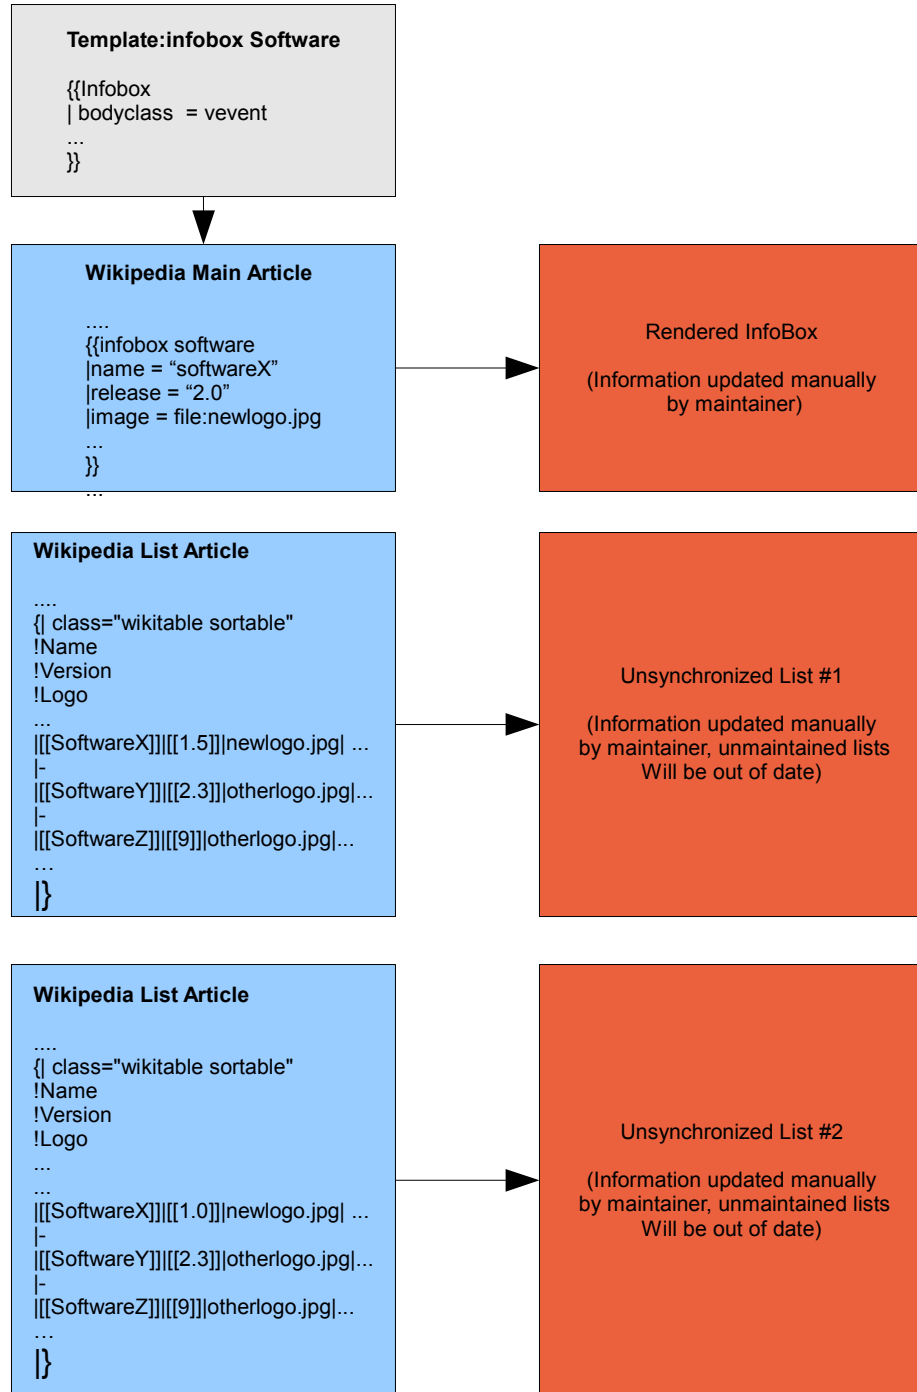 Template:infobox Software
{{Infobox
| bodyclass  = vevent
...
}}
Wikipedia Main Article
....
{{infobox software
|name = “softwareX”
|release = “2.0”
|image = file:newlogo.jpg
...
}}
...
Rendered InfoBox
(Information updated manually
by maintainer)
Wikipedia List Article
....
{| class="wikitable sortable"
!Name
!Version
!Logo
...
|[[SoftwareX]]|[[1.5]]|newlogo.jpg| ...
|-
|[[SoftwareY]]|[[2.3]]|otherlogo.jpg|...
|-
|[[SoftwareZ]]|[[9]]|otherlogo.jpg|...
…
|}
Unsynchronized List #1
(Information updated manually
by maintainer, unmaintained lists
Will be out of date)
Wikipedia List Article
....
{| class="wikitable sortable"
!Name
!Version
!Logo
...
...
|[[SoftwareX]]|[[1.0]]|newlogo.jpg| ...
|-
|[[SoftwareY]]|[[2.3]]|otherlogo.jpg|...
|-
|[[SoftwareZ]]|[[9]]|otherlogo.jpg|...
…
|}
Unsynchronized List #2
(Information updated manually
by maintainer, unmaintained lists
Will be out of date)